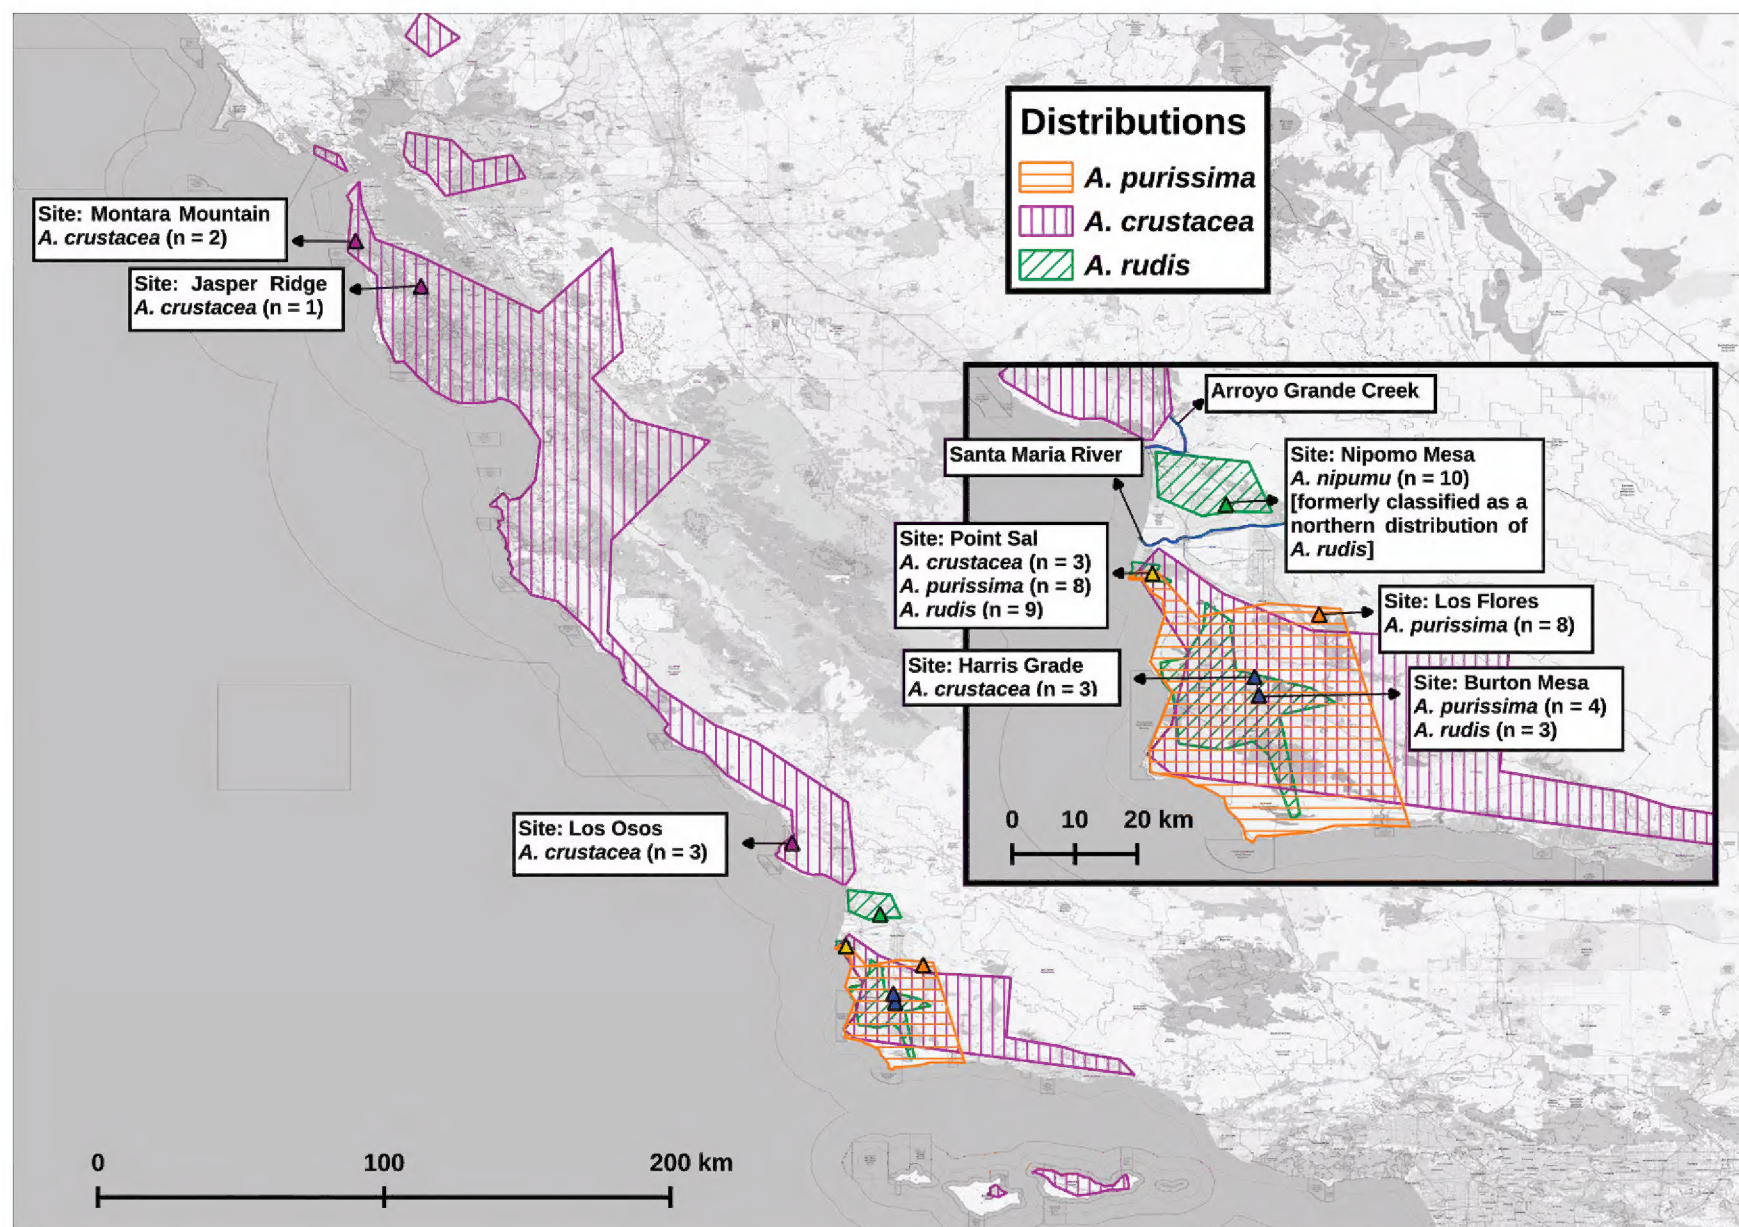 Distributions
A. purissima
A. crustacea
A. rudis
Site: Montara Mountain
A. crustacea (n = 2)
Site: Jasper Ridge
A. crustacea (n = 1)
Arroyo Grande Creek
Santa Maria River
Site: Nipomo Mesa
A. nipumu (n = 10)
[formerly classified as a
northern distribution of
A. rudis]
Site: Point Sal
A. crustacea (n = 3)
A. purissima (n = 8)
A. rudis (n = 9)
Site: Los Flores
A. purissima (n = 8)
Site: Harris Grade
A. crustacea (n = 3)
Site: Burton Mesa
A. purissima (n = 4)
A. rudis (n = 3)
0 10 20 km
Site: Los Osos
A. crustacea (n = 3)
0 100 200 km